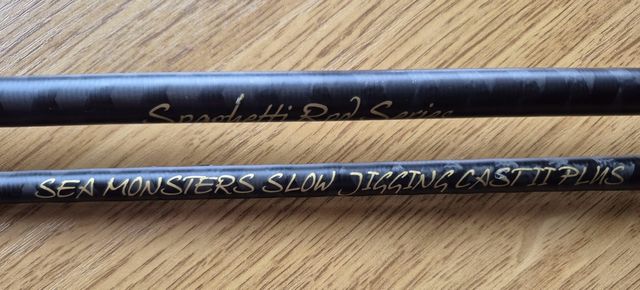 Spaghetti Rod Series
SEA MONSTERS SLOW JIGGING CAST II PLUS